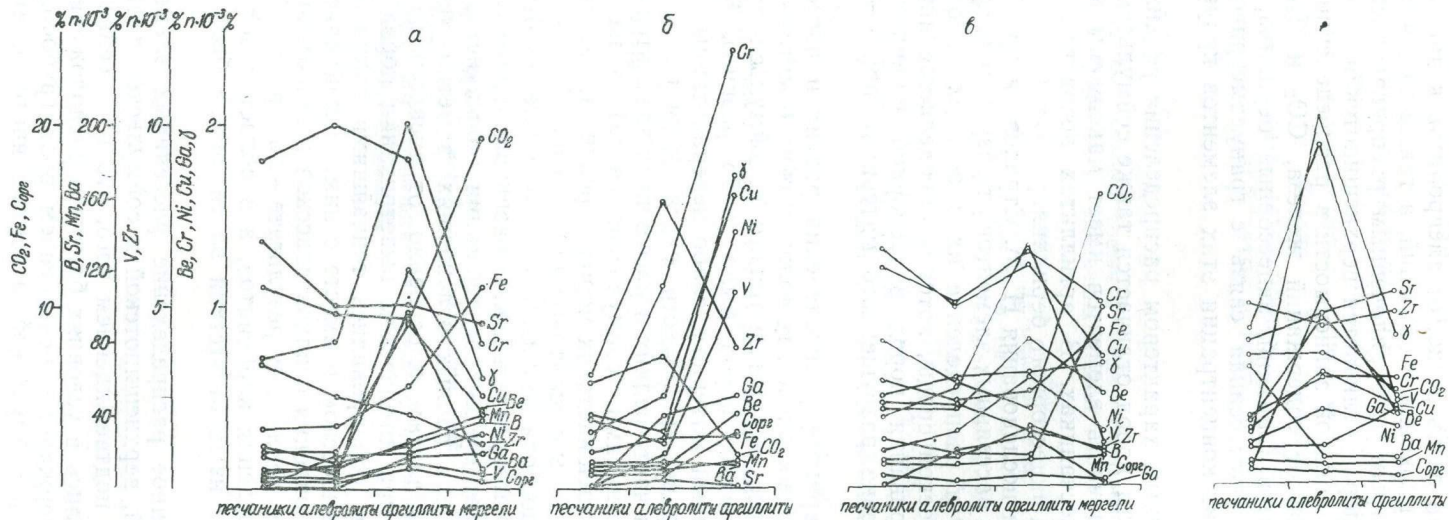 % n·10⁻³ % n·10⁻³ % n·10⁻³ %
а
б
в
CO₂, Fe, Cорг
B, Sr, Mn, Ba
V, Zr
Be, Cr, Ni, Cu, Ga, γ
20
200
10
2
160
120
10
5
1
80
40
CO₂
Fe
Sr
Cr
γ
Cu Be
Mn B
Ni Zr
Ga Ba
V Cорг
песчаники алевролиты аргиллиты мергели
Cr
γ
Cu
Ni
V
Zr
Ga
Be
Cорг
Fe
CO₂
Mn
Ba Sr
песчаники алевролиты аргиллиты
CO₂
Cr
Sr
Fe
Cu
γ
Be
Ni
V Zr
B
Mn Cорг
Ga
песчаники алевролиты аргиллиты мергели
Sr
Zr
γ
Fe
Cr CO₂
V
Ga Cu
Be
Ni
Ba Mn
Cорг
песчаники алевролиты аргиллиты